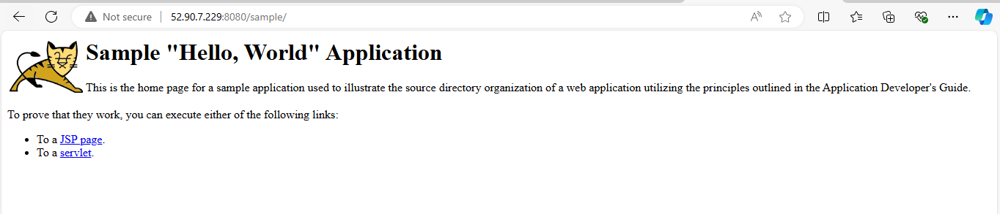 Not secure 52.90.7.229:8080/sample/
Sample "Hello, World" Application
This is the home page for a sample application used to illustrate the source directory organization of a web application utilizing the principles outlined in the Application Developer's Guide.
To prove that they work, you can execute either of the following links:
To a JSP page.
To a servlet.